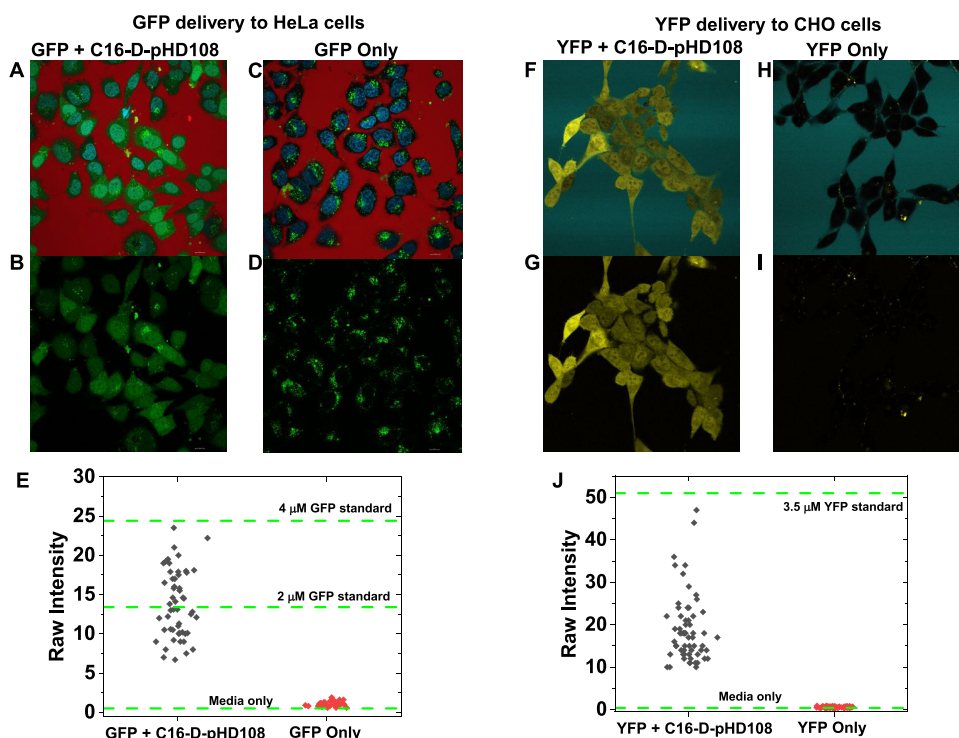 GFP delivery to HeLa cells
GFP + C16-D-pHD108
GFP Only
A
C
B
D
YFP delivery to CHO cells
YFP + C16-D-pHD108
YFP Only
F
H
G
I
E
30
25
20
15
10
5
0
Raw Intensity
4 µM GFP standard
2 µM GFP standard
Media only
GFP + C16-D-pHD108
GFP Only
J
50
40
30
20
10
0
Raw Intensity
3.5 µM YFP standard
Media only
YFP + C16-D-pHD108
YFP Only